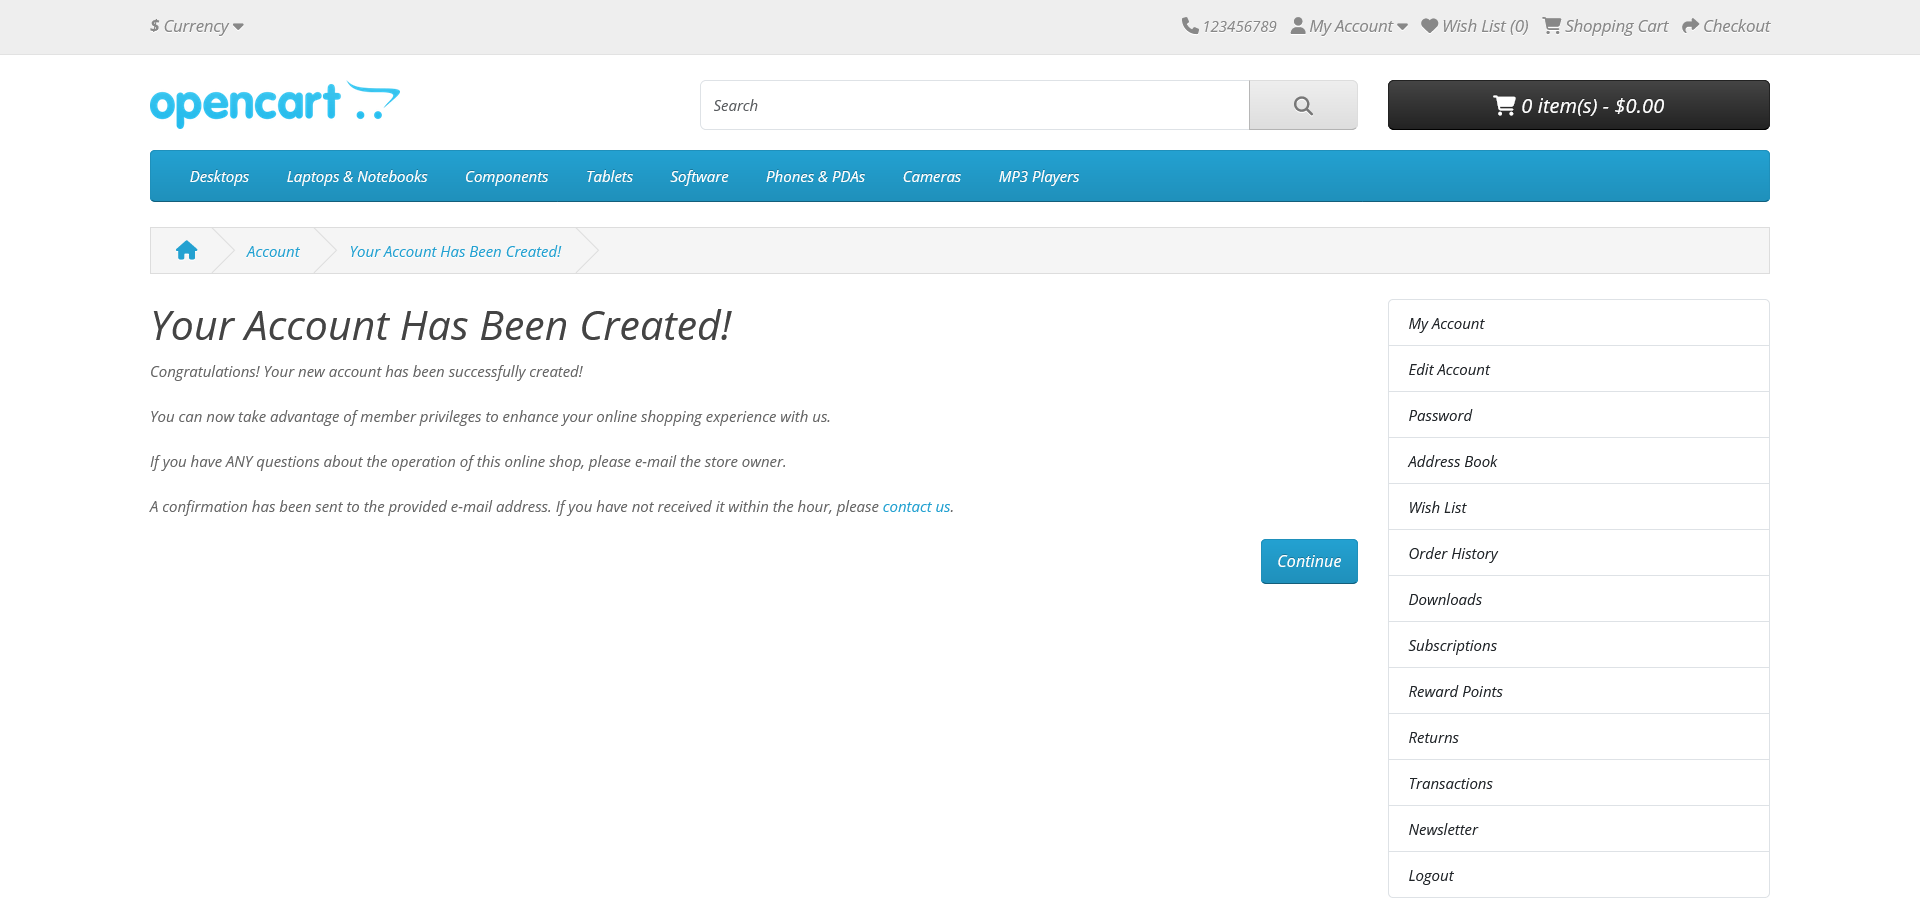 $ Currency
123456789 My Account Wish List (0) Shopping Cart Checkout
opencart
Search
0 item(s) - $0.00
Desktops Laptops & Notebooks Components Tablets Software Phones & PDAs Cameras MP3 Players
Account Your Account Has Been Created!
Your Account Has Been Created!
Congratulations! Your new account has been successfully created!
You can now take advantage of member privileges to enhance your online shopping experience with us.
If you have ANY questions about the operation of this online shop, please e-mail the store owner.
A confirmation has been sent to the provided e-mail address. If you have not received it within the hour, please contact us.
Continue
My Account
Edit Account
Password
Address Book
Wish List
Order History
Downloads
Subscriptions
Reward Points
Returns
Transactions
Newsletter
Logout